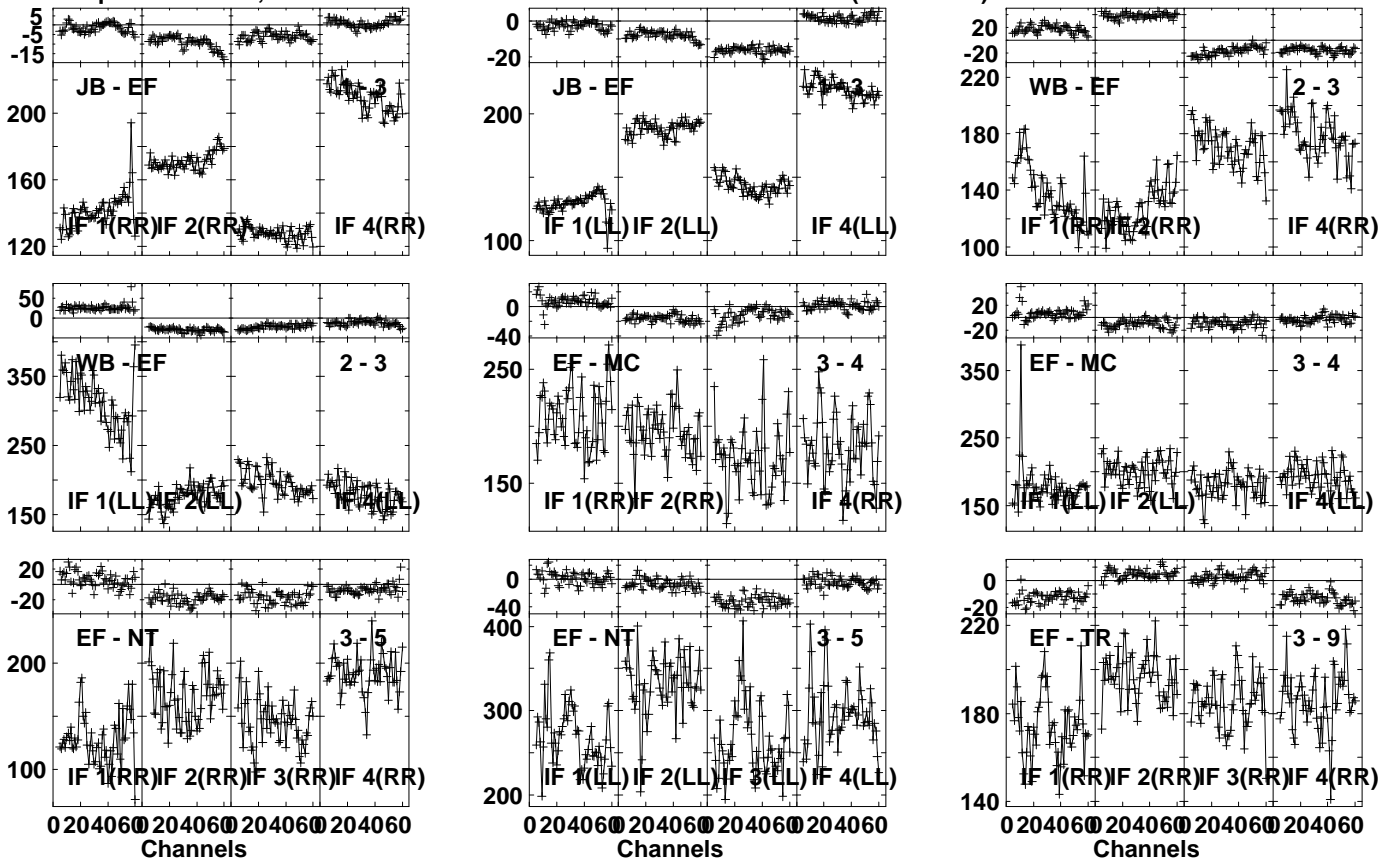 5 0 20
-5 -20 -20
-15
JB - EF 1 - 3 JB - EF 1 - 3 WB - EF 2 - 3
200 200 220
180
160 140
120 100 100
IF 1(RR) IF 2(RR) IF 4(RR) IF 1(LL) IF 2(LL) IF 4(LL) IF 1(RR) IF 2(RR) IF 4(RR)
50 0 20
0 -40 -20
WB - EF 2 - 3 EF - MC 3 - 4 EF - MC 3 - 4
350 250 350
250 250
150 150 150
IF 1(LL) IF 2(LL) IF 4(LL) IF 1(RR) IF 2(RR) IF 4(RR) IF 1(LL) IF 2(LL) IF 4(LL)
20 0 0
-20 -40 -20
EF - NT 3 - 5 EF - NT 3 - 5 EF - TR 3 - 9
200 400 220
300 180
100 200 140
IF 1(RR) IF 2(RR) IF 3(RR) IF 4(RR) IF 1(LL) IF 2(LL) IF 3(LL) IF 4(LL) IF 1(RR) IF 2(RR) IF 3(RR) IF 4(RR)
0 20 40 60 0 20 40 60 0 20 40 60 0 20 40 60 0 20 40 60 0 20 40 60 0 20 40 60 0 20 40 60 0 20 40 60 0 20 40 60 0 20 40 60 0 20 40 60
Channels Channels Channels